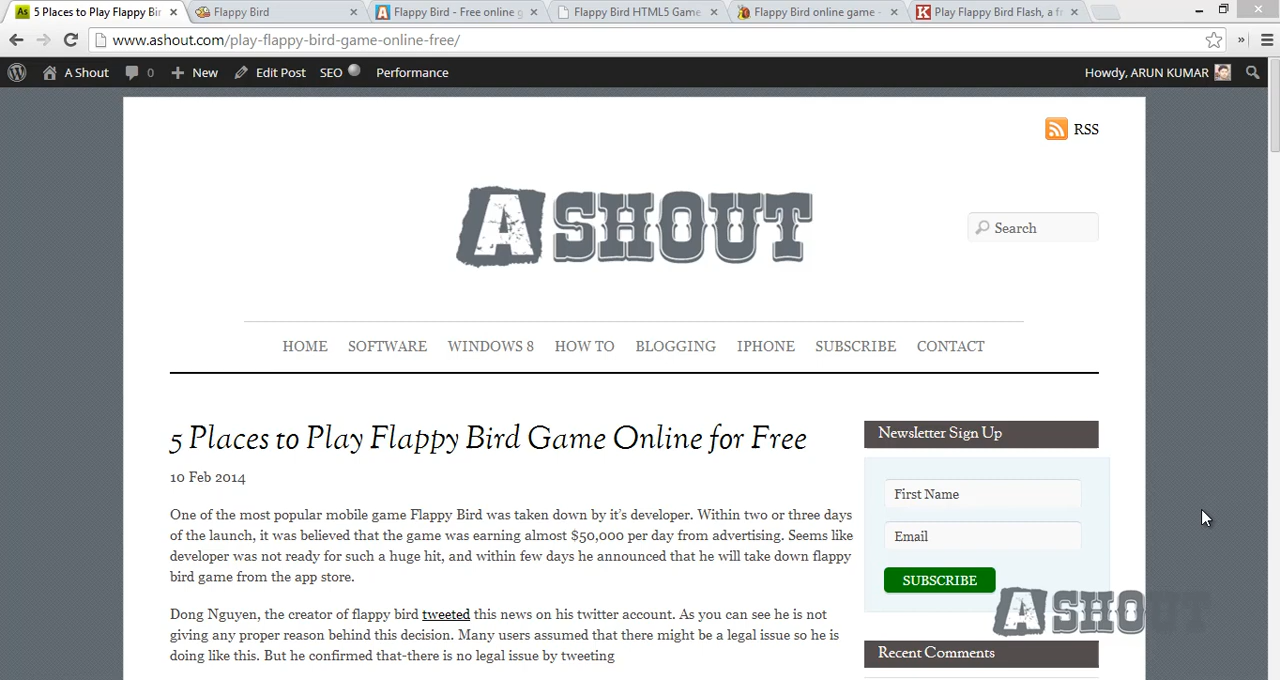 5 Places to Play Flappy Bir
Flappy Bird
Flappy Bird - Free online g
Flappy Bird HTML5 Game
Flappy Bird online game -
Play Flappy Bird Flash, a fr
www.ashout.com/play-flappy-bird-game-online-free/
A Shout
0
New
Edit Post
SEO
Performance
Howdy, ARUN KUMAR
RSS
A SHOUT
Search
HOME SOFTWARE WINDOWS 8 HOW TO BLOGGING IPHONE SUBSCRIBE CONTACT
5 Places to Play Flappy Bird Game Online for Free
10 Feb 2014
One of the most popular mobile game Flappy Bird was taken down by it's developer. Within two or three days
of the launch, it was believed that the game was earning almost $50,000 per day from advertising. Seems like
developer was not ready for such a huge hit, and within few days he announced that he will take down flappy
bird game from the app store.
Dong Nguyen, the creator of flappy bird tweeted this news on his twitter account. As you can see he is not
giving any proper reason behind this decision. Many users assumed that there might be a legal issue so he is
doing like this. But he confirmed that-there is no legal issue by tweeting
Newsletter Sign Up
First Name
Email
SUBSCRIBE
A SHOUT
Recent Comments